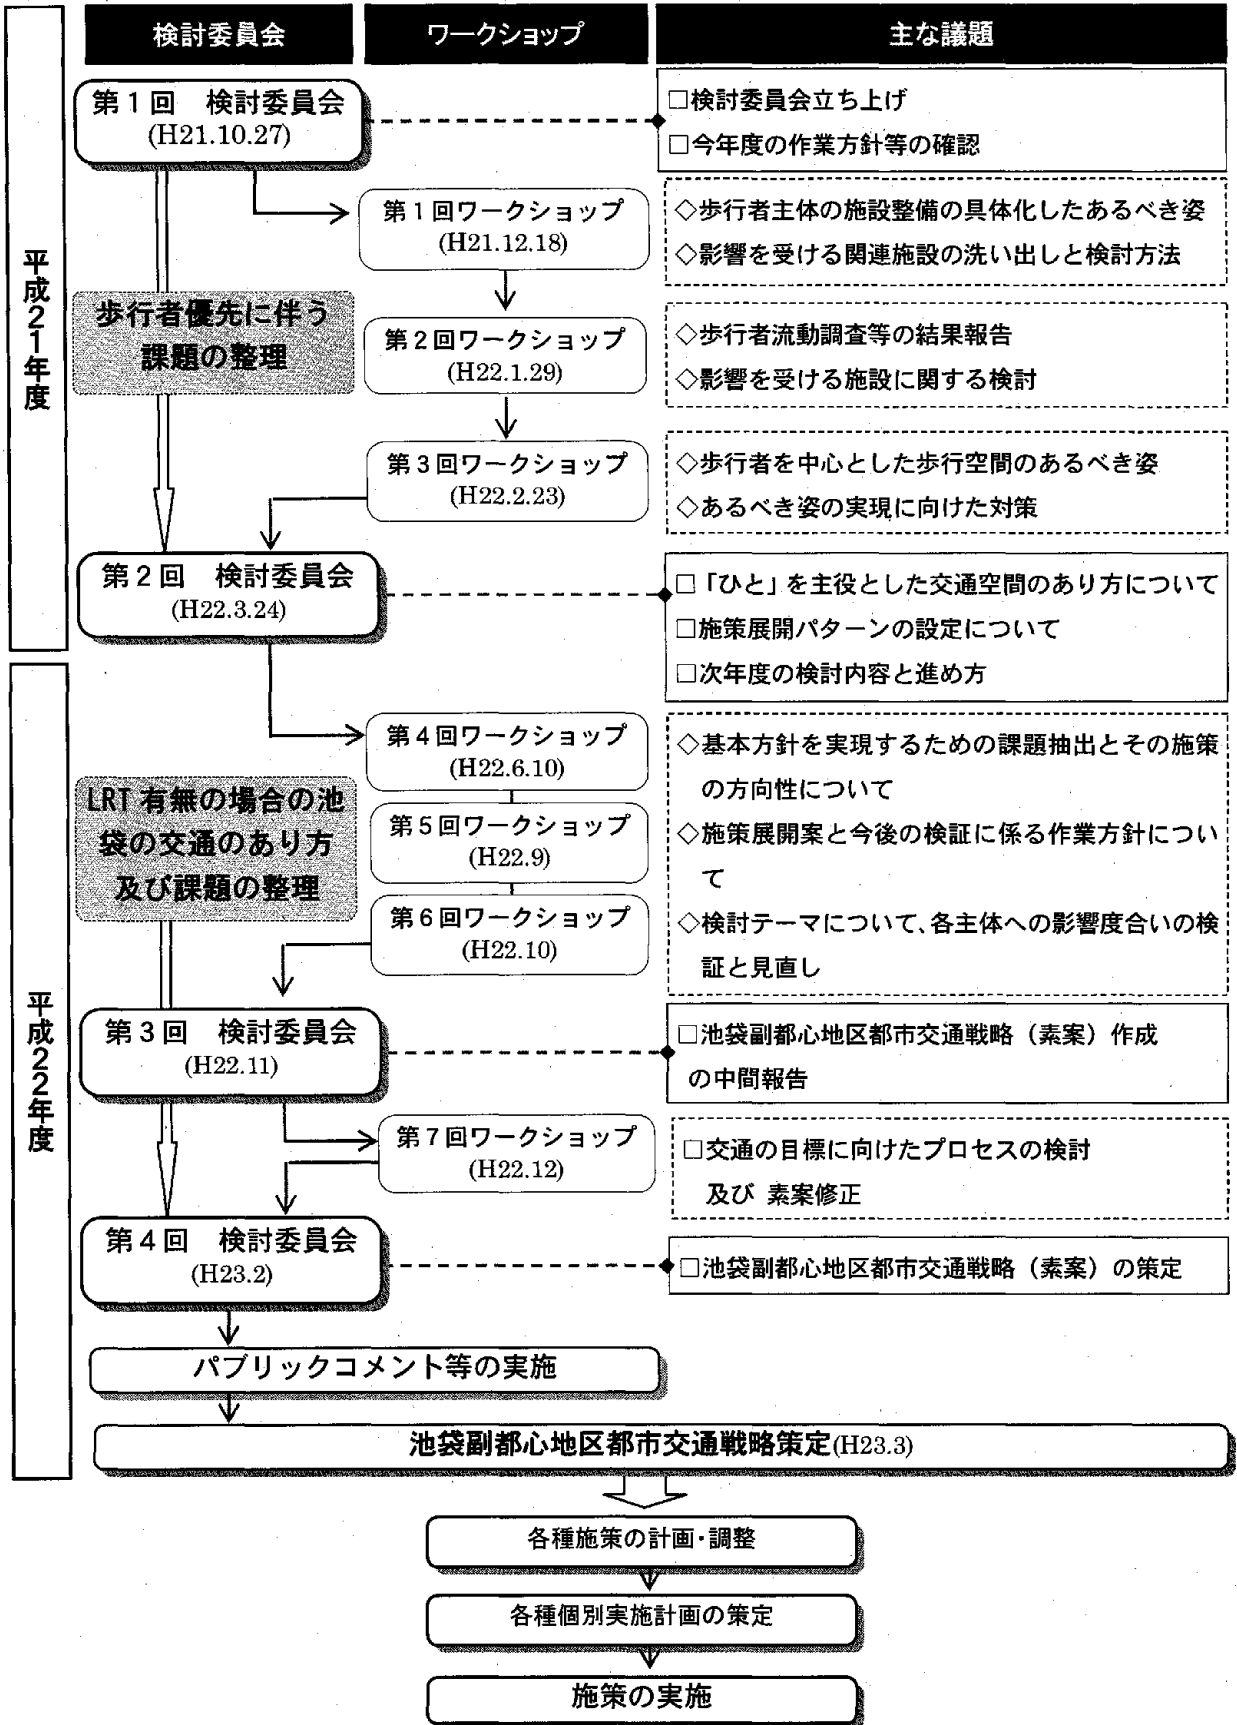 検討委員会
ワークショップ
主な議題
平成21年度
第1回 検討委員会
(H21.10.27)
□検討委員会立ち上げ
□今年度の作業方針等の確認
第1回ワークショップ
(H21.12.18)
◇歩行者主体の施設整備の具体化したあるべき姿
◇影響を受ける関連施設の洗い出しと検討方法
歩行者優先に伴う
課題の整理
第2回ワークショップ
(H22.1.29)
◇歩行者流動調査等の結果報告
◇影響を受ける施設に関する検討
第3回ワークショップ
(H22.2.23)
◇歩行者を中心とした歩行空間のあるべき姿
◇あるべき姿の実現に向けた対策
第2回 検討委員会
(H22.3.24)
□「ひと」を主役とした交通空間のあり方について
□施策展開パターンの設定について
□次年度の検討内容と進め方
平成22年度
第4回ワークショップ
(H22.6.10)
LRT 有無の場合の池
袋の交通のあり方
及び課題の整理
第5回ワークショップ
(H22.9)
第6回ワークショップ
(H22.10)
◇基本方針を実現するための課題抽出とその施策
の方向性について
◇施策展開案と今後の検証に係る作業方針につい
て
◇検討テーマについて、各主体への影響度合いの検
証と見直し
第3回 検討委員会
(H22.11)
□池袋副都心地区都市交通戦略（素案）作成
の中間報告
第7回ワークショップ
(H22.12)
□交通の目標に向けたプロセスの検討
及び 素案修正
第4回 検討委員会
(H23.2)
□池袋副都心地区都市交通戦略（素案）の策定
パブリックコメント等の実施
池袋副都心地区都市交通戦略策定(H23.3)
各種施策の計画・調整
各種個別実施計画の策定
施策の実施